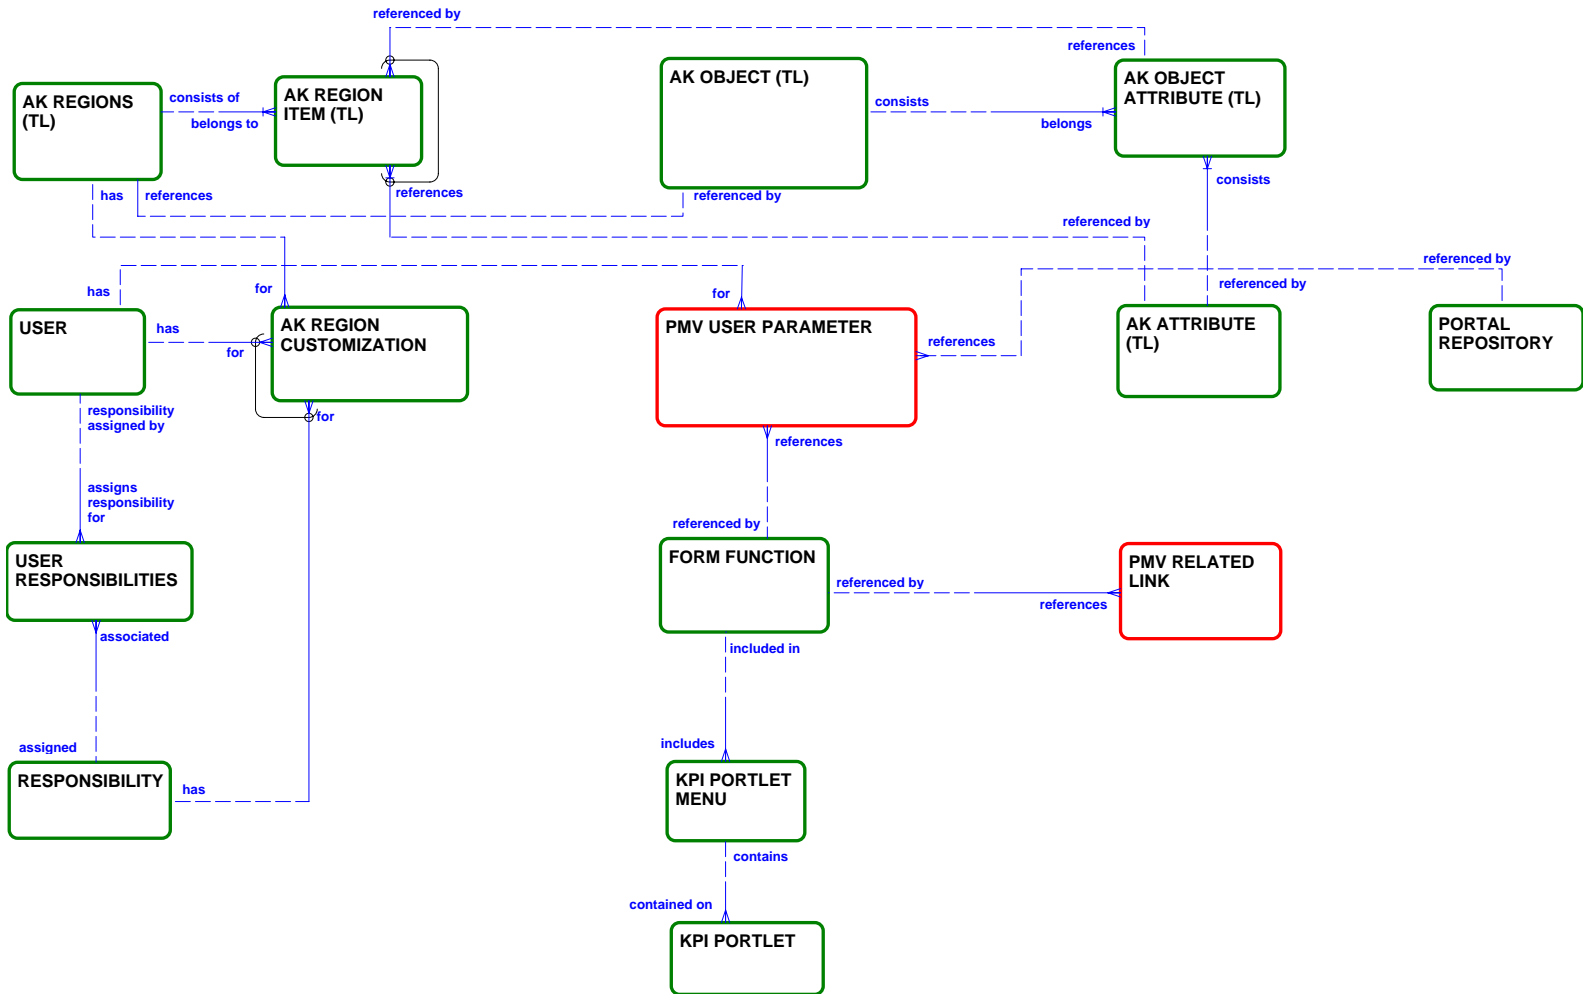 referenced by
references
AK REGIONS
(TL)
consists of
belongs to
AK REGION
ITEM (TL)
AK OBJECT (TL)
consists
belongs
AK OBJECT
ATTRIBUTE (TL)
has
references
references
referenced by
consists
referenced by
referenced by
has
for
for
referenced by
USER
has
for
AK REGION
CUSTOMIZATION
PMV USER PARAMETER
references
AK ATTRIBUTE
(TL)
PORTAL
REPOSITORY
responsibility
assigned by
for
references
assigns
responsibility
for
referenced by
USER
RESPONSIBILITIES
FORM FUNCTION
referenced by
references
PMV RELATED
LINK
associated
included in
assigned
includes
RESPONSIBILITY
has
KPI PORTLET
MENU
contains
contained on
KPI PORTLET